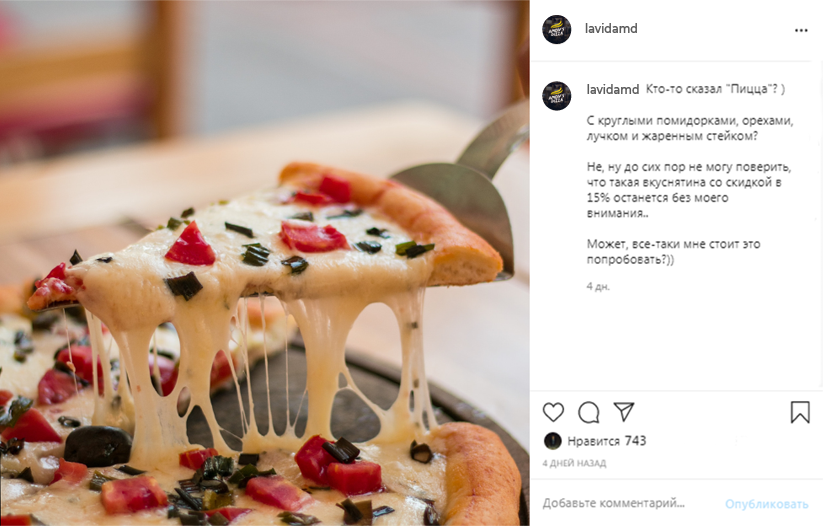 lavidamd
lavidamd Кто-то сказал "Пицца"? )
С круглыми помидорками, орехами,
лучком и жаренным стейком?
Не, ну до сих пор не могу поверить,
что такая вкуснятина со скидкой в
15% останется без моего
внимания..
Может, все-таки мне стоит это
попробовать?))
4 дн.
Нравится 743
4 ДНЕЙ НАЗАД
Добавьте комментарий...
Опубликовать